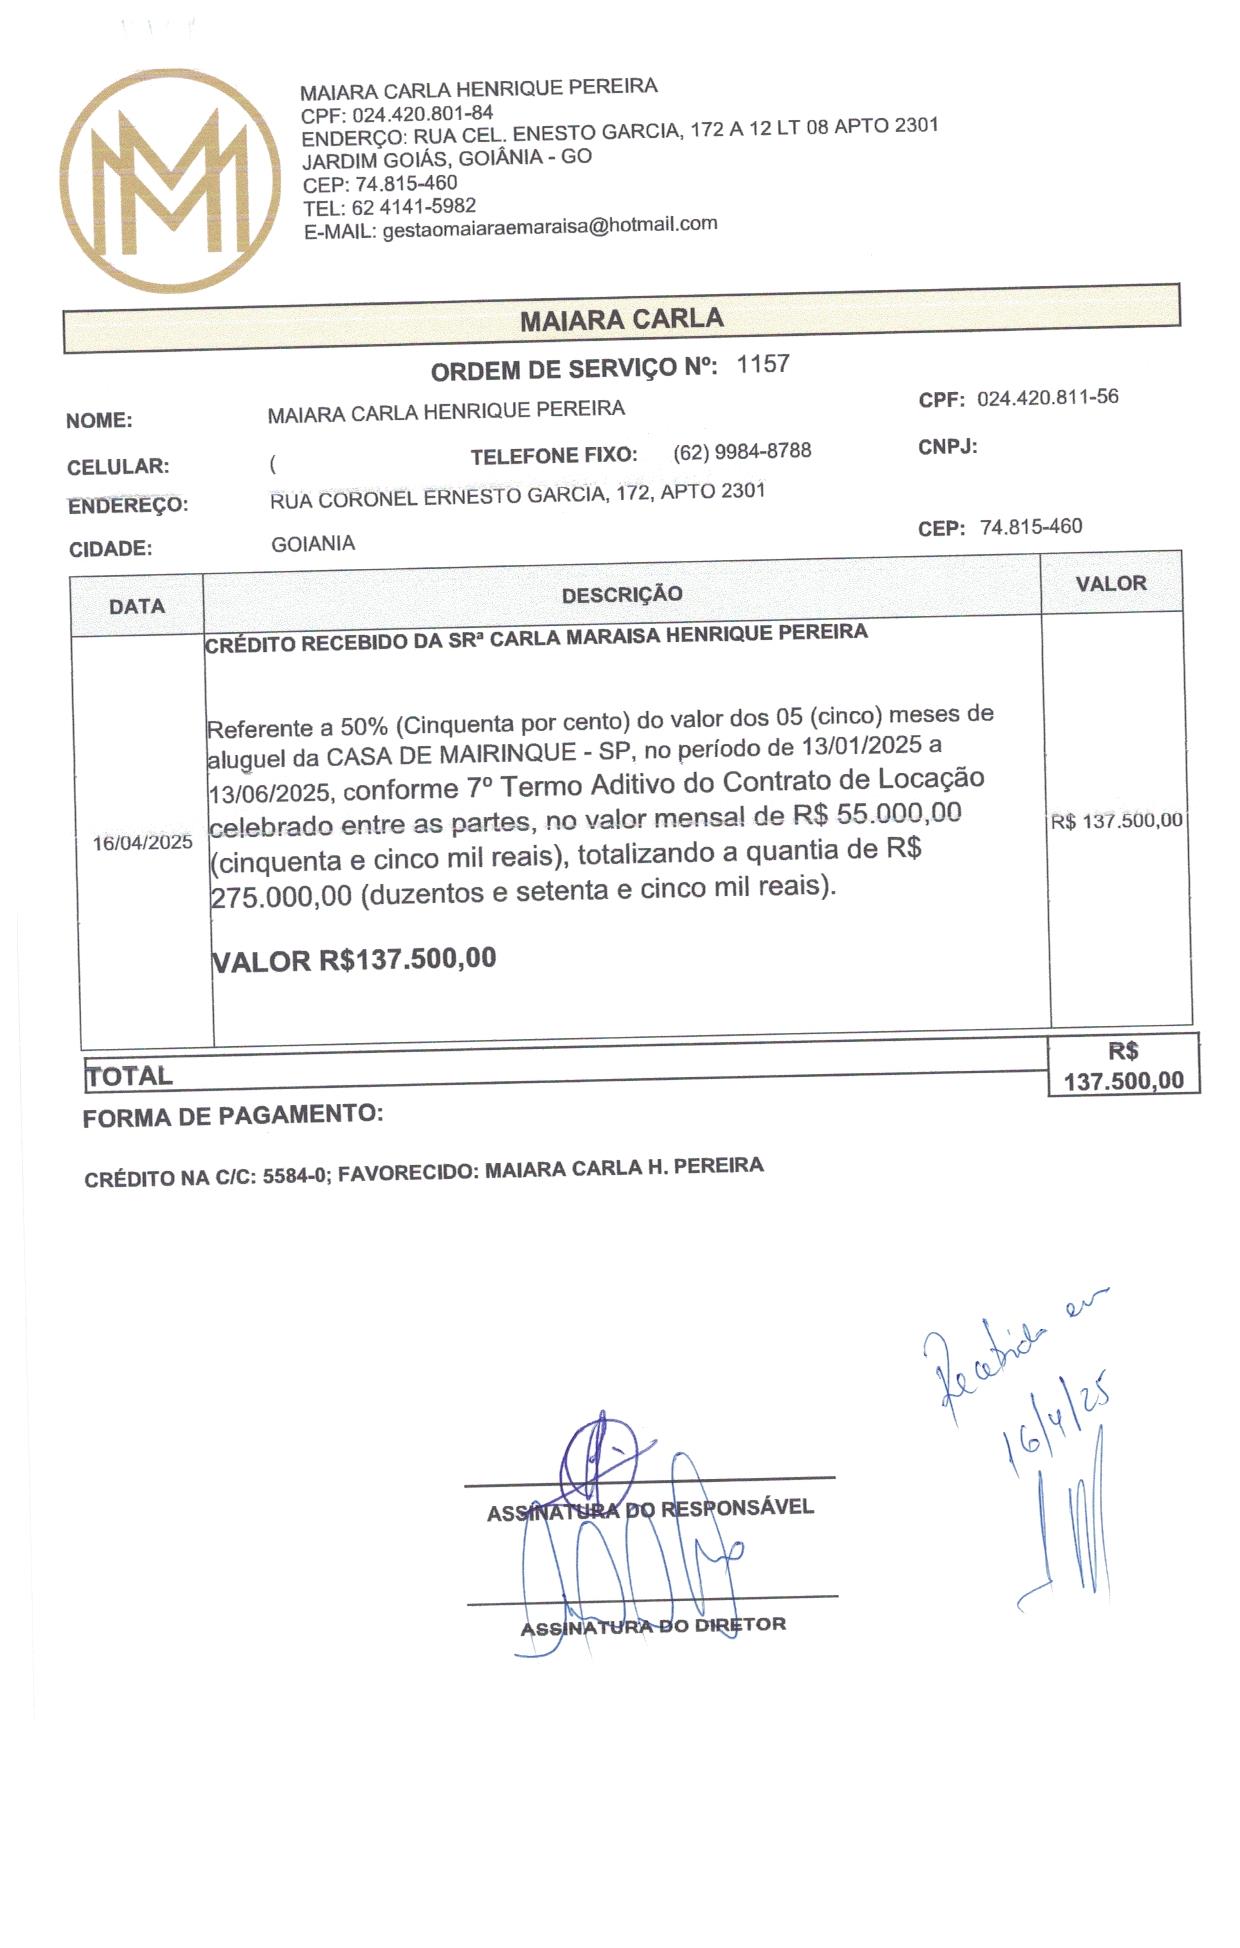 MM
MAIARA CARLA HENRIQUE PEREIRA
CPF: 024.420.801-84
ENDERÇO: RUA CEL. ENESTO GARCIA, 172 A 12 LT 08 APTO 2301
JARDIM GOIÁS, GOIÂNIA - GO
CEP: 74.815-460
TEL: 62 4141-5982
E-MAIL: gestaomaiaraemaraisa@hotmail.com
MAIARA CARLA
ORDEM DE SERVIÇO Nº: 1157
NOME: MAIARA CARLA HENRIQUE PEREIRA CPF: 024.420.811-56
CELULAR: ( TELEFONE FIXO: (62) 9984-8788 CNPJ:
ENDEREÇO: RUA CORONEL ERNESTO GARCIA, 172, APTO 2301
CIDADE: GOIANIA CEP: 74.815-460
DATA DESCRIÇÃO VALOR
CRÉDITO RECEBIDO DA SRª CARLA MARAISA HENRIQUE PEREIRA
Referente a 50% (Cinquenta por cento) do valor dos 05 (cinco) meses de
aluguel da CASA DE MAIRINQUE - SP, no período de 13/01/2025 a
13/06/2025, conforme 7º Termo Aditivo do Contrato de Locação
celebrado entre as partes, no valor mensal de R$ 55.000,00
(cinquenta e cinco mil reais), totalizando a quantia de R$
275.000,00 (duzentos e setenta e cinco mil reais).
VALOR R$137.500,00
16/04/2025
R$ 137.500,00
TOTAL R$
137.500,00
FORMA DE PAGAMENTO:
CRÉDITO NA C/C: 5584-0; FAVORECIDO: MAIARA CARLA H. PEREIRA
Recebido em
16/4/25
ASSINATURA DO RESPONSÁVEL
ASSINATURA DO DIRETOR